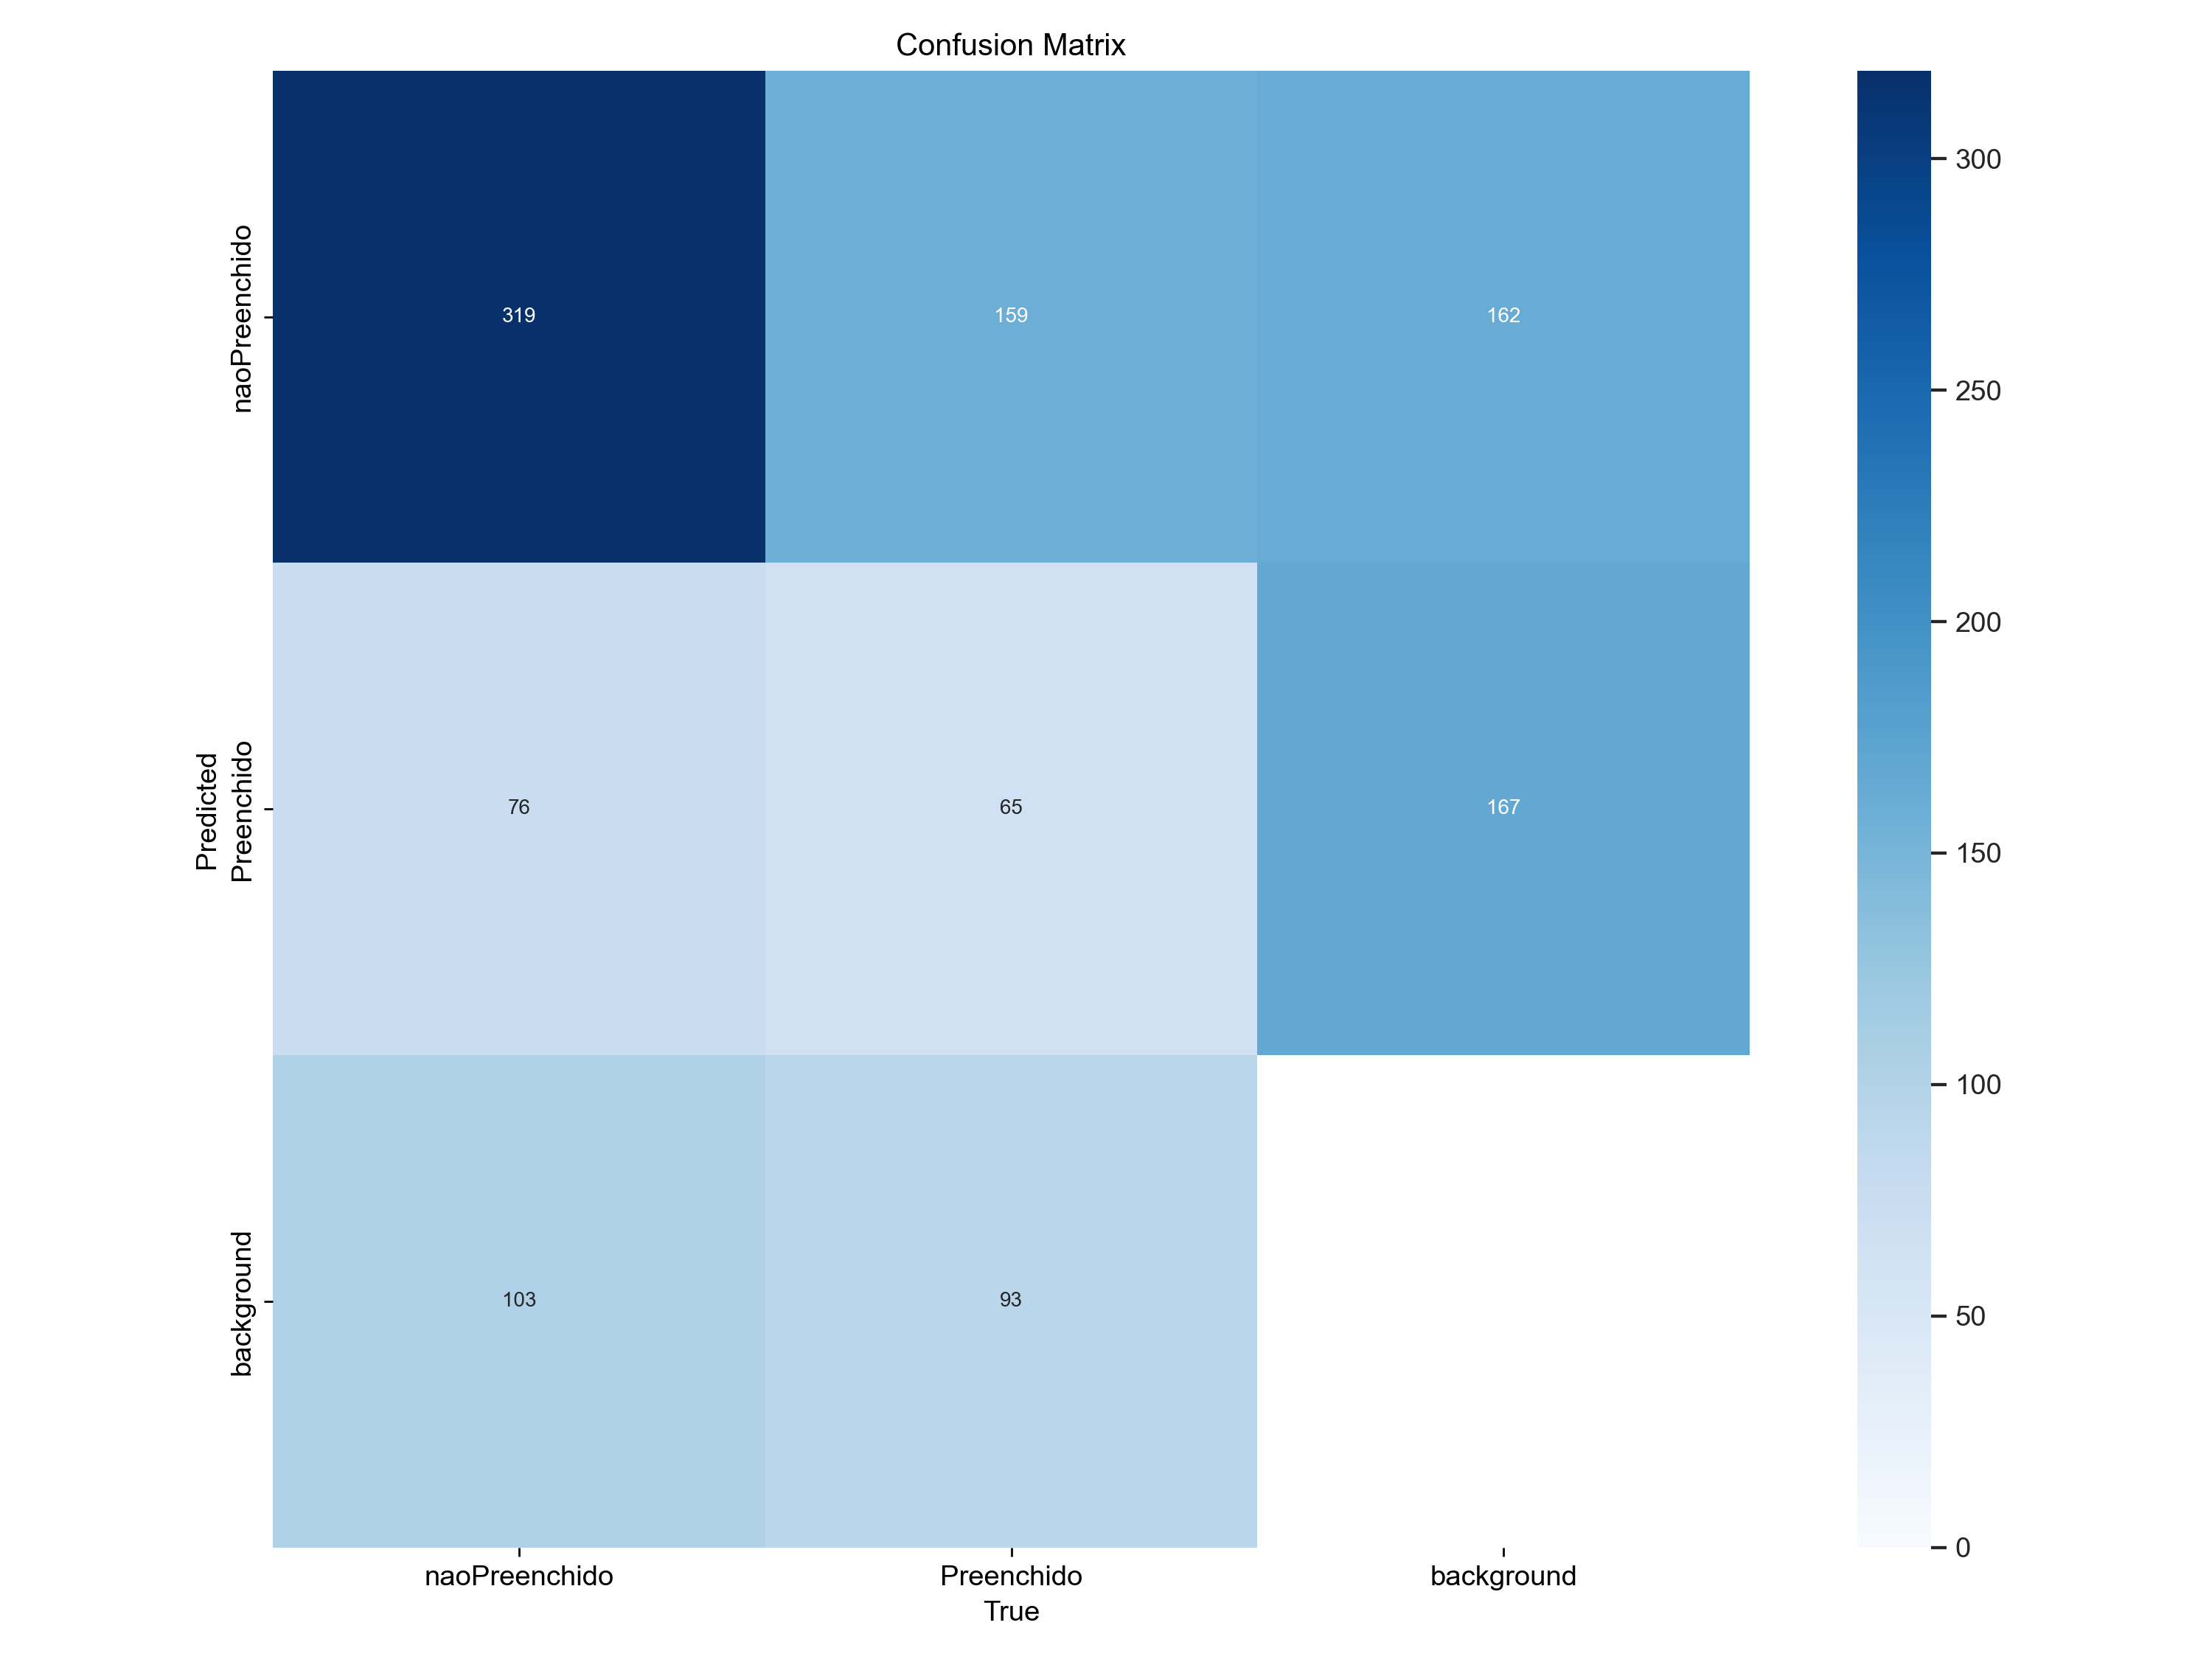 Confusion Matrix
naoPreenchido
319
159
162
Predicted
Preenchido
76
65
167
background
103
93
naoPreenchido
Preenchido
background
True
300
250
200
150
100
50
0